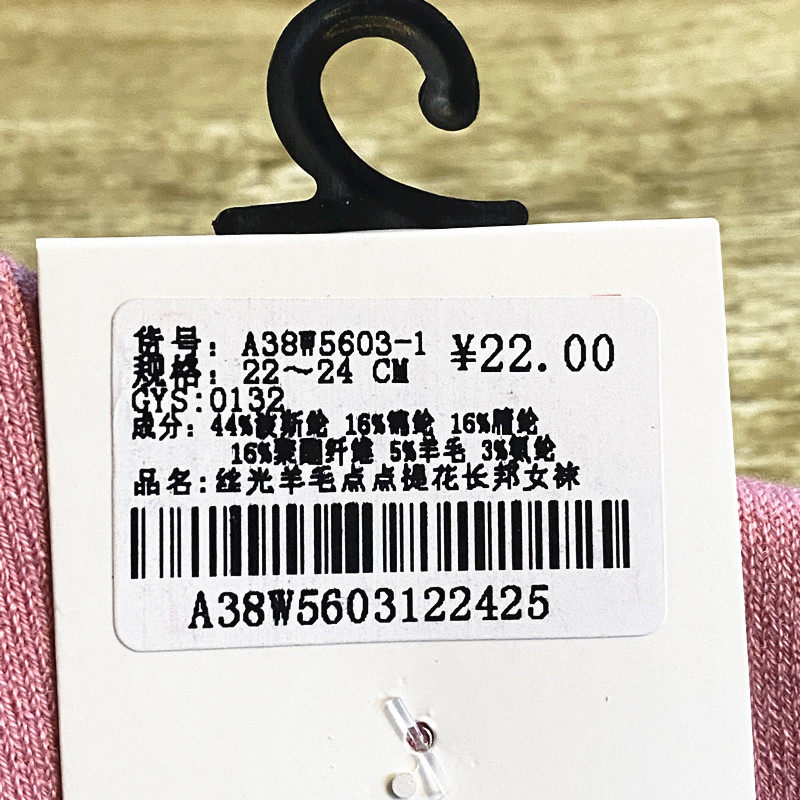 货号: A38W5603-1 ¥22.00
规格: 22~24 CM
GYS:0132
成分: 44%波斯纶 16%锦纶 16%腈纶
16%聚酯纤维 5%羊毛 3%氨纶
品名:丝光羊毛点点提花长邦女袜
A38W5603122425